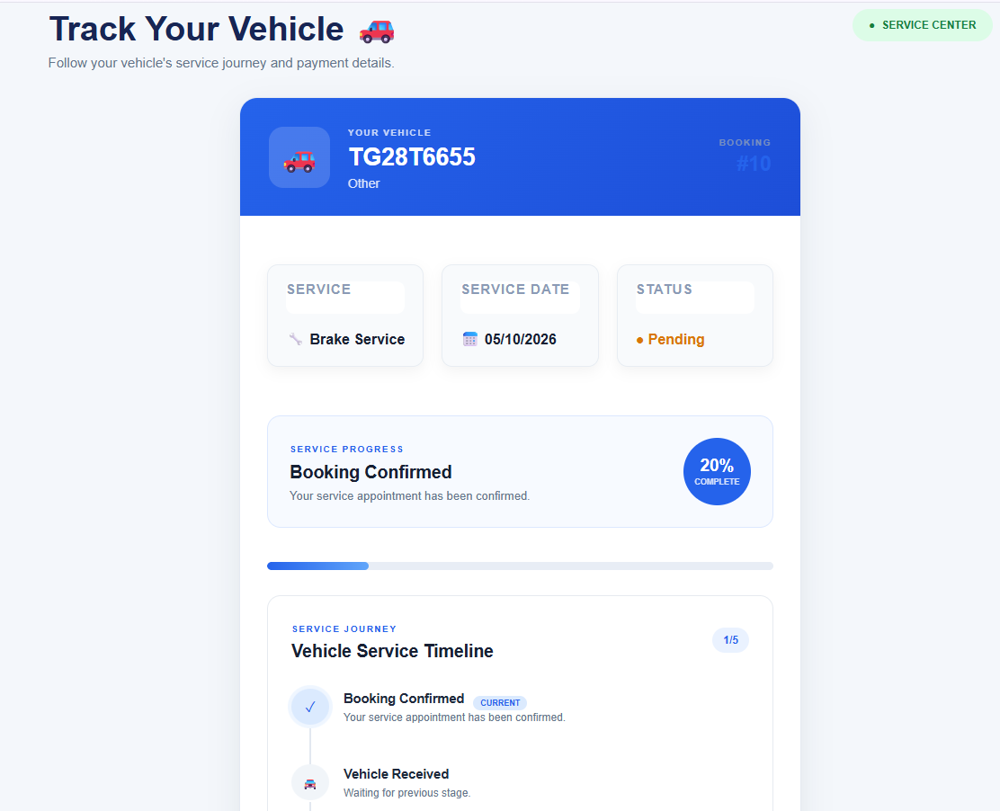 Track Your Vehicle
● SERVICE CENTER
Follow your vehicle's service journey and payment details.
YOUR VEHICLE
TG28T6655
Other
BOOKING
#10
SERVICE
Brake Service
SERVICE DATE
05/10/2026
STATUS
● Pending
SERVICE PROGRESS
Booking Confirmed
Your service appointment has been confirmed.
20%
COMPLETE
SERVICE JOURNEY
Vehicle Service Timeline
1/5
✓
Booking Confirmed CURRENT
Your service appointment has been confirmed.
Vehicle Received
Waiting for previous stage.